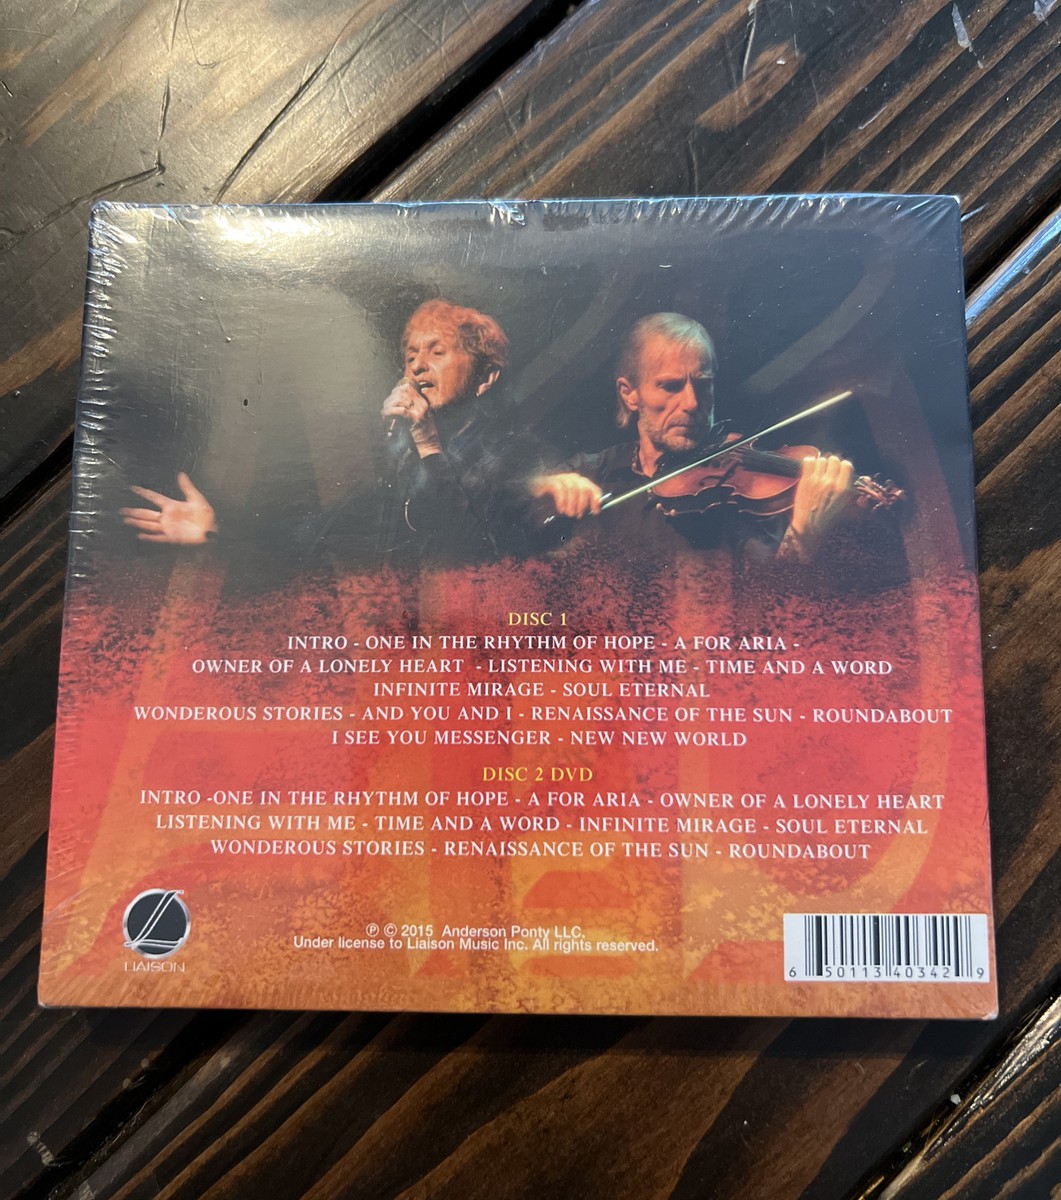 DISC 1
INTRO - ONE IN THE RHYTHM OF HOPE - A FOR ARIA -
OWNER OF A LONELY HEART - LISTENING WITH ME - TIME AND A WORD
INFINITE MIRAGE - SOUL ETERNAL
WONDEROUS STORIES - AND YOU AND I - RENAISSANCE OF THE SUN - ROUNDABOUT
I SEE YOU MESSENGER - NEW NEW WORLD
DISC 2 DVD
INTRO -ONE IN THE RHYTHM OF HOPE - A FOR ARIA - OWNER OF A LONELY HEART
LISTENING WITH ME - TIME AND A WORD - INFINITE MIRAGE - SOUL ETERNAL
WONDEROUS STORIES - RENAISSANCE OF THE SUN - ROUNDABOUT
℗ © 2015 Anderson Ponty LLC.
Under license to Liaison Music Inc. All rights reserved.
LIAISON
6 50113 40342 9